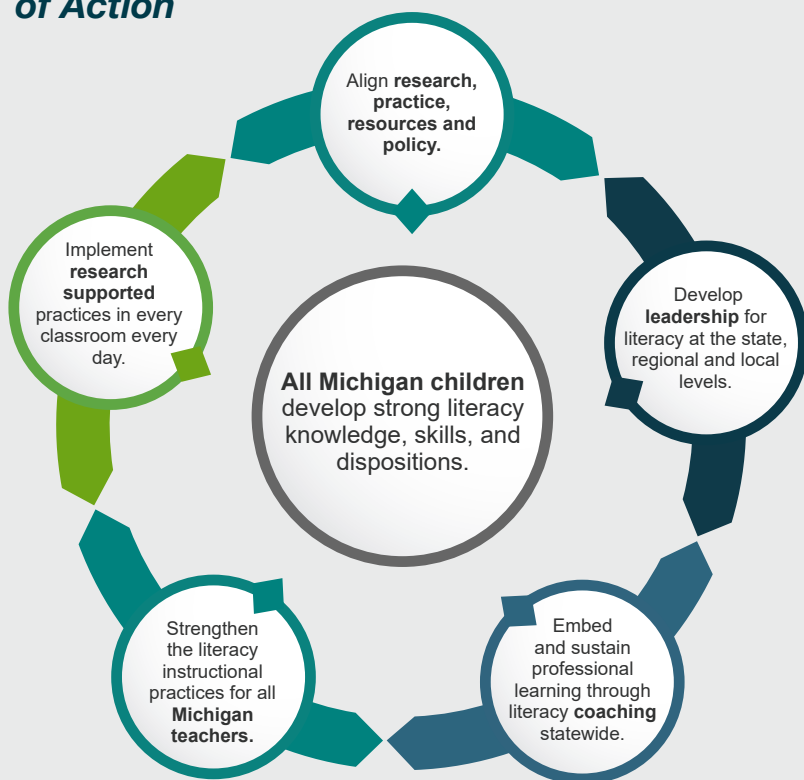 of Action
Align research,
practice,
resources and
policy.
Develop
leadership for
literacy at the state,
regional and local
levels.
Embed
and sustain
professional
learning through
literacy coaching
statewide.
Strengthen
the literacy
instructional
practices for all
Michigan
teachers.
Implement
research
supported
practices in every
classroom every
day.
All Michigan children
develop strong literacy
knowledge, skills, and
dispositions.